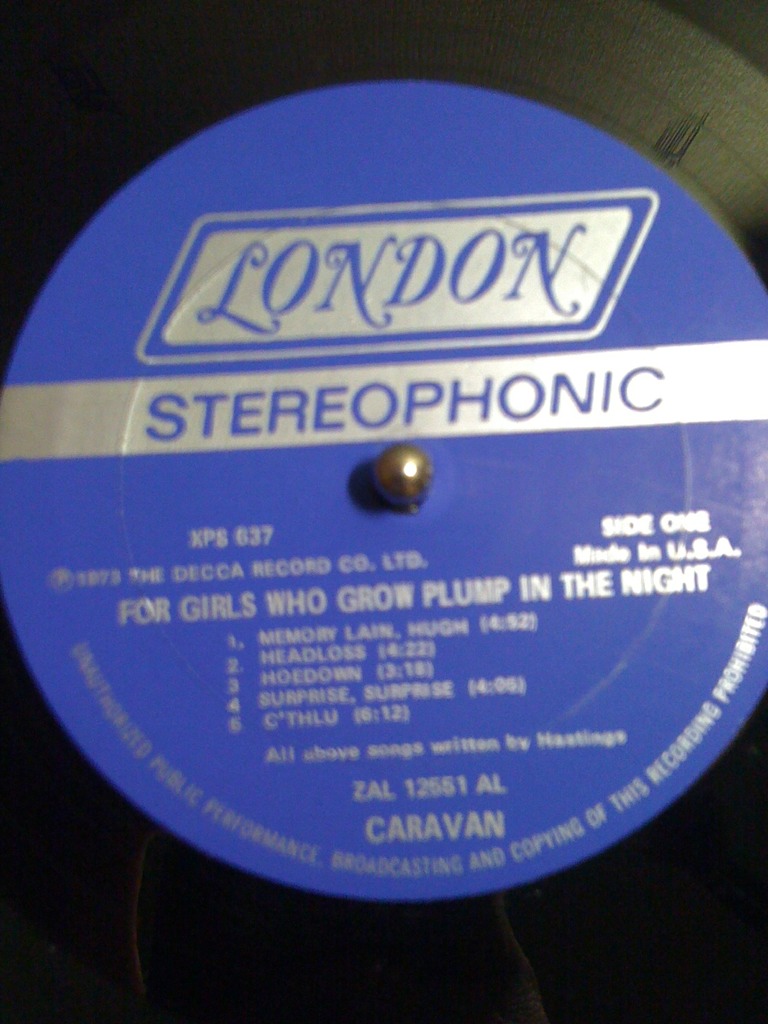 LONDON
STEREOPHONIC
XPS 637
SIDE ONE
Made in U.S.A.
℗1973 THE DECCA RECORD CO. LTD.
FOR GIRLS WHO GROW PLUMP IN THE NIGHT
1. MEMORY LAIN, HUGH (4:52)
2. HEADLOSS (4:22)
3 HOEDOWN (3:18)
4 SURPRISE, SURPRISE (4:05)
5 C'THLU (6:12)
All above songs written by Hastings
ZAL 12551 AL
CARAVAN
UNAUTHORIZED PUBLIC PERFORMANCE, BROADCASTING AND COPYING OF THIS RECORDING PROHIBITED